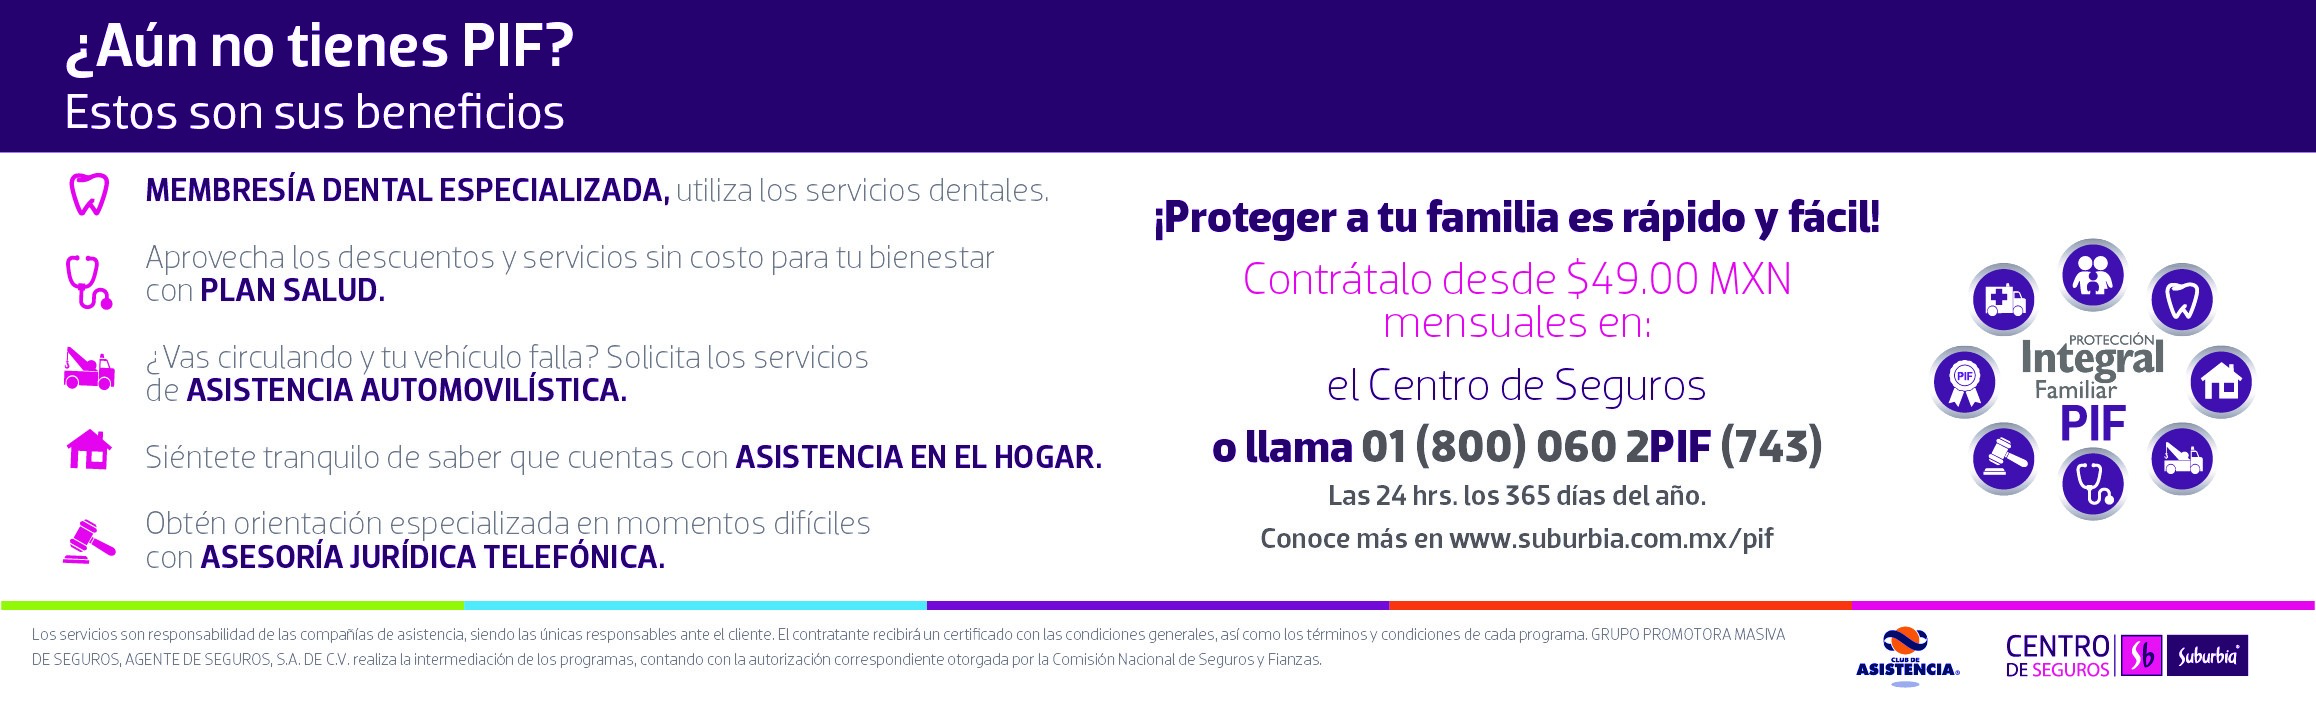 ¿Aún no tienes PIF?
Estos son sus beneficios
MEMBRESÍA DENTAL ESPECIALIZADA, utiliza los servicios dentales.
Aprovecha los descuentos y servicios sin costo para tu bienestar
con PLAN SALUD.
¿Vas circulando y tu vehículo falla? Solicita los servicios
de ASISTENCIA AUTOMOVILÍSTICA.
Siéntete tranquilo de saber que cuentas con ASISTENCIA EN EL HOGAR.
Obtén orientación especializada en momentos difíciles
con ASESORÍA JURÍDICA TELEFÓNICA.
¡Proteger a tu familia es rápido y fácil!
Contrátalo desde $49.00 MXN
mensuales en:
el Centro de Seguros
o llama 01 (800) 060 2PIF (743)
Las 24 hrs. los 365 días del año.
Conoce más en www.suburbia.com.mx/pif
PROTECCIÓN
Integral
Familiar
PIF
PIF
Los servicios son responsabilidad de las compañías de asistencia, siendo las únicas responsables ante el cliente. El contratante recibirá un certificado con las condiciones generales, así como los términos y condiciones de cada programa. GRUPO PROMOTORA MASIVA
DE SEGUROS, AGENTE DE SEGUROS, S.A. DE C.V. realiza la intermediación de los programas, contando con la autorización correspondiente otorgada por la Comisión Nacional de Seguros y Fianzas.
CLUB DE
ASISTENCIA®
CENTRO
DE SEGUROS
Sb
Suburbia®